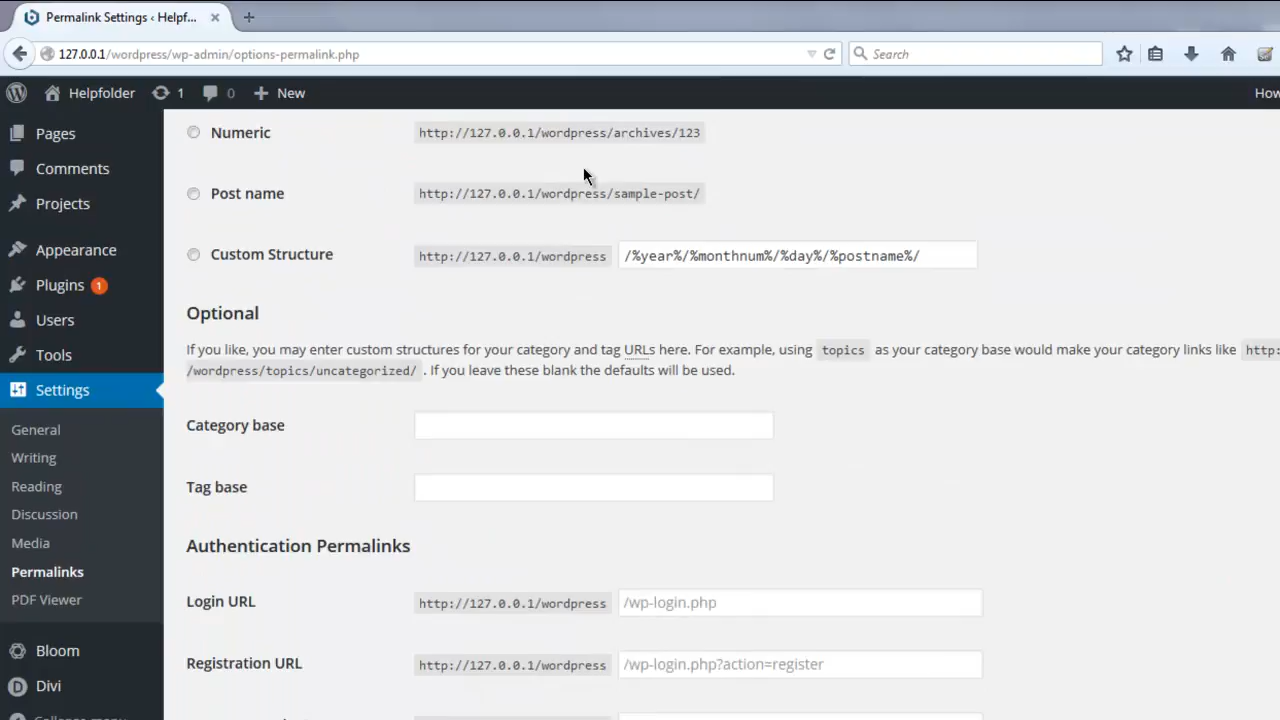 Permalink Settings ‹ Helpf...
127.0.0.1/wordpress/wp-admin/options-permalink.php
Search
Helpfolder
1
0
New
How
Pages
Comments
Projects
Appearance
Plugins 1
Users
Tools
Settings
General
Writing
Reading
Discussion
Media
Permalinks
PDF Viewer
Bloom
Divi
Collapse menu
Numeric http://127.0.0.1/wordpress/archives/123
Post name http://127.0.0.1/wordpress/sample-post/
Custom Structure http://127.0.0.1/wordpress /%year%/%monthnum%/%day%/%postname%/
Optional
If you like, you may enter custom structures for your category and tag URLs here. For example, using topics as your category base would make your category links like http:
/wordpress/topics/uncategorized/ . If you leave these blank the defaults will be used.
Category base
Tag base
Authentication Permalinks
Login URL http://127.0.0.1/wordpress /wp-login.php
Registration URL http://127.0.0.1/wordpress /wp-login.php?action=register